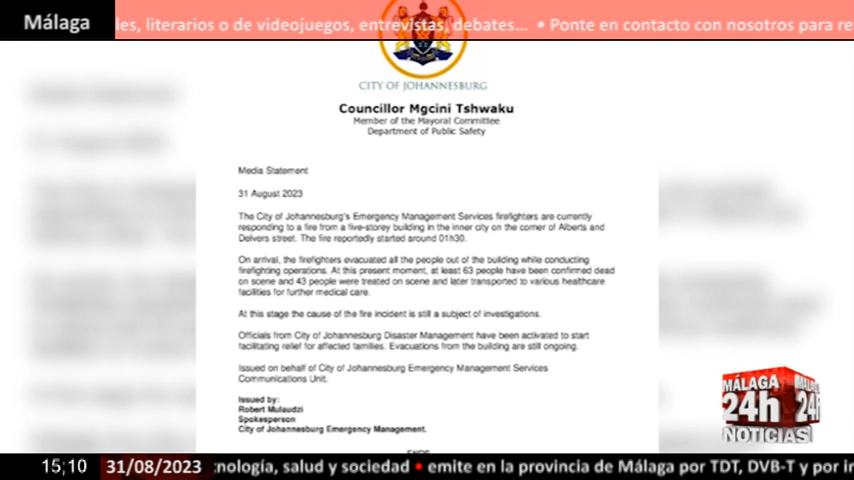 Málaga
les, literarios o de videojuegos, entrevistas, debates... • Ponte en contacto con nosotros para re
CITY OF JOHANNESBURG
Councillor Mgcini Tshwaku
Member of the Mayoral Committee
Department of Public Safety
Media Statement
31 August 2023
The City of Johannesburg's Emergency Management Services firefighters are currently
responding to a fire from a five-storey building in the inner city on the corner of Alberts and
Delvers street. The fire reportedly started around 01h30.
On arrival, the firefighters evacuated all the people out of the building while conducting
firefighting operations. At this present moment, at least 63 people have been confirmed dead
on scene and 43 people were treated on scene and later transported to various healthcare
facilities for further medical care.
At this stage the cause of the fire incident is still a subject of investigations.
Officials from City of Johannesburg Disaster Management have been activated to start
facilitating relief for affected families. Evacuations from the building are still ongoing.
Issued on behalf of City of Johannesburg Emergency Management Services
Communications Unit.
Issued by:
Robert Mulaudzi
Spokesperson
City of Johannesburg Emergency Management.
MÁLAGA
24h
NOTICIAS
MÁLAGA
24h
15:10
31/08/2023
nología, salud y sociedad • emite en la provincia de Málaga por TDT, DVB-T y por in